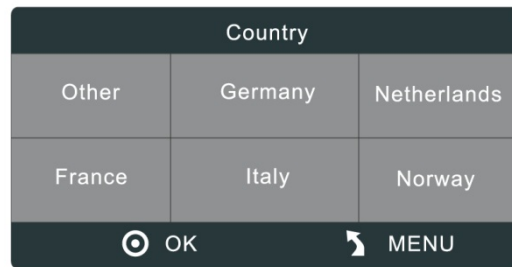 Country
Other Germany Netherlands
France Italy Norway
OK MENU